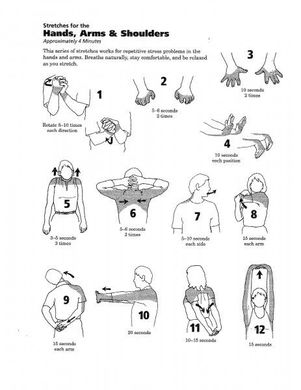 Stretches for the
Hands, Arms & Shoulders
Approximately 4 Minutes
This series of stretches works for repetitive stress problems in the
hands and arms. Breathe naturally, stay comfortable, and be relaxed
as you stretch.
1
Rotate 8–10 times
each direction
2
5–6 seconds
2 times
3
10 seconds
2 times
4
10 seconds
each position
5
3–5 seconds
3 times
6
5–6 seconds
2 times
7
5–10 seconds
each side
8
15 seconds
each arm
9
15 seconds
each arm
10
20 seconds
11
10–15 seconds
12
15 seconds